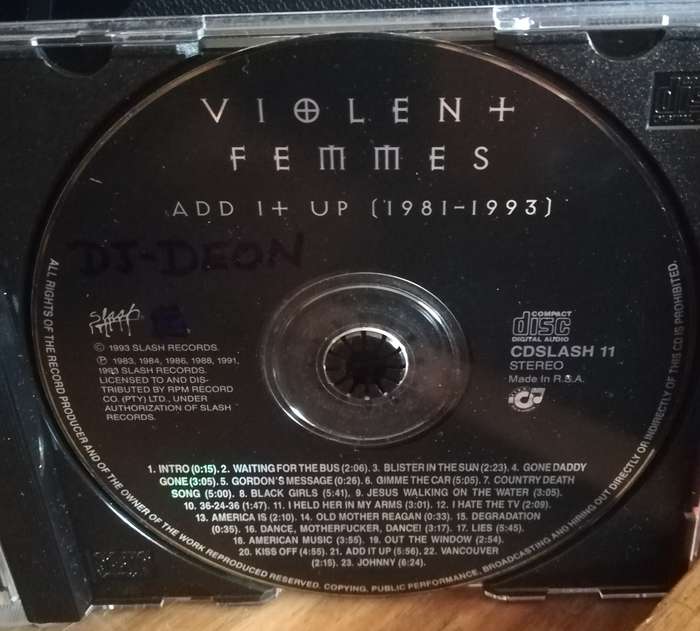 VIOLENT
FEMMES
ADD IT UP (1981-1993)
DJ-DEON
E
Slash
© 1993 SLASH RECORDS.
℗ 1983, 1984, 1986, 1988, 1991,
1993 SLASH RECORDS.
LICENSED TO AND DIS-
TRIBUTED BY RPM RECORD
CO. (PTY) LTD., UNDER
AUTHORIZATION OF SLASH
RECORDS.
COMPACT
disc
DIGITAL AUDIO
CDSLASH 11
STEREO
Made In R.S.A.
1. INTRO (0:15). 2. WAITING FOR THE BUS (2:06). 3. BLISTER IN THE SUN (2:23). 4. GONE DADDY
GONE (3:05). 5. GORDON'S MESSAGE (0:26). 6. GIMME THE CAR (5:05). 7. COUNTRY DEATH
SONG (5:00). 8. BLACK GIRLS (5:41). 9. JESUS WALKING ON THE WATER (3:05).
10. 36-24-36 (1:47). 11. I HELD HER IN MY ARMS (3:01). 12. I HATE THE TV (2:09).
13. AMERICA IS (2:10). 14. OLD MOTHER REAGAN (0:33). 15. DEGRADATION
(0:35). 16. DANCE, MOTHERFUCKER, DANCE! (3:17). 17. LIES (5:45).
18. AMERICAN MUSIC (3:55). 19. OUT THE WINDOW (2:54).
20. KISS OFF (4:55). 21. ADD IT UP (5:56). 22. VANCOUVER
(2:15). 23. JOHNNY (6:24).
ALL RIGHTS OF THE RECORD PRODUCER AND OF THE OWNER OF THE WORK REPRODUCED RESERVED. COPYING, PUBLIC PERFORMANCE, BROADCASTING AND HIRING OUT DIRECTLY OR INDIRECTLY OF THIS CD IS PROHIBITED.